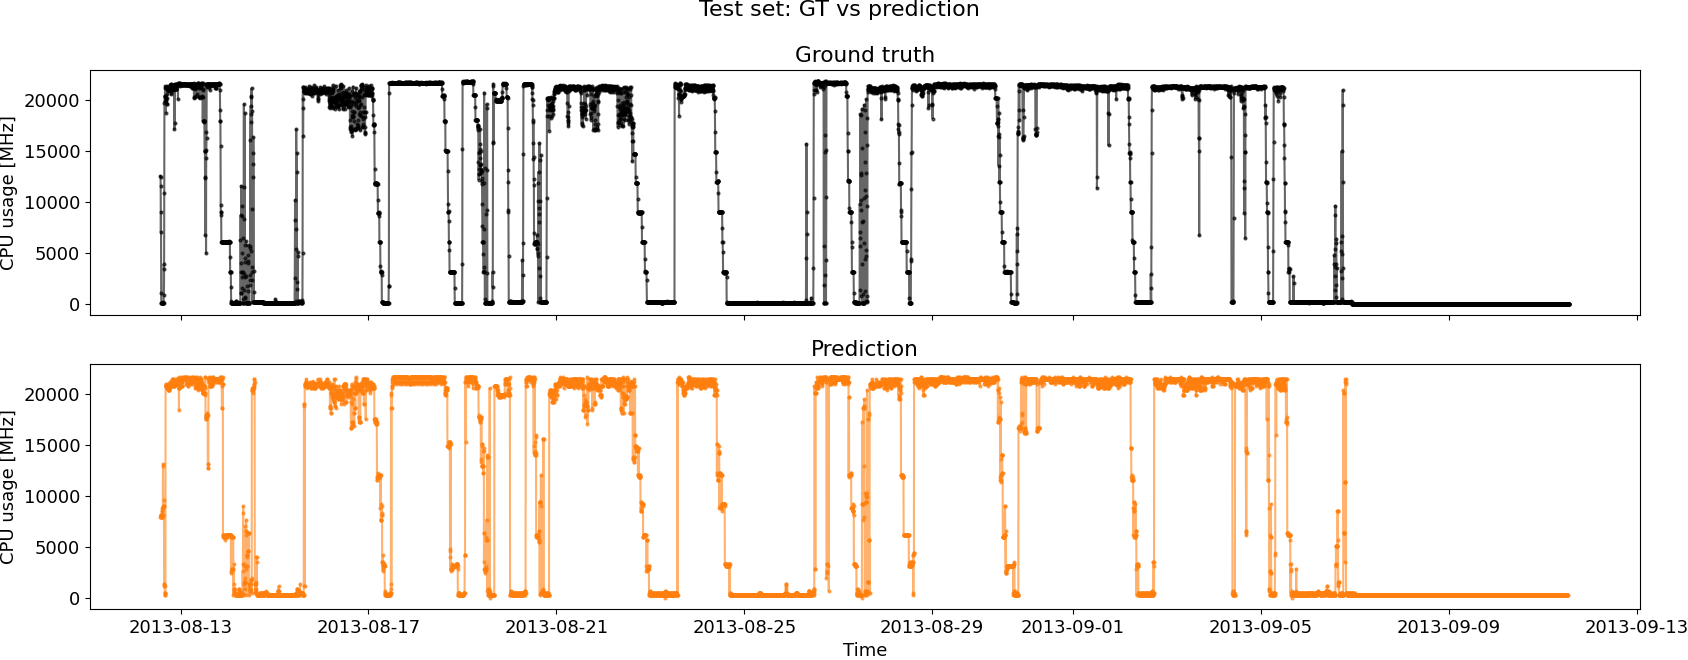 Test set: GT vs prediction
Ground truth
CPU usage [MHz]
20000
15000
10000
5000
0
Prediction
CPU usage [MHz]
20000
15000
10000
5000
0
2013-08-13 2013-08-17 2013-08-21 2013-08-25 2013-08-29 2013-09-01 2013-09-05 2013-09-09 2013-09-13
Time